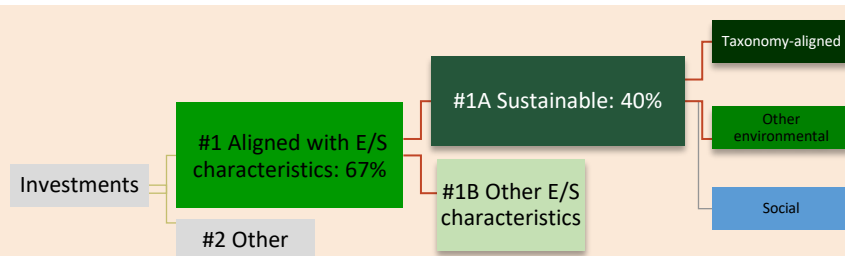 Taxonomy-aligned
#1A Sustainable: 40%
#1 Aligned with E/S
characteristics: 67%
Other
environmental
Investments
#1B Other E/S
characteristics
Social
#2 Other